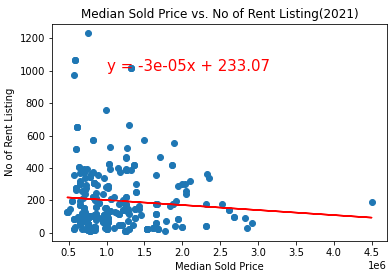 Median Sold Price vs. No of Rent Listing(2021)
y = -3e-05x + 233.07
No of Rent Listing
1200
1000
800
600
400
200
0
0.5 1.0 1.5 2.0 2.5 3.0 3.5 4.0 4.5
1e6
Median Sold Price